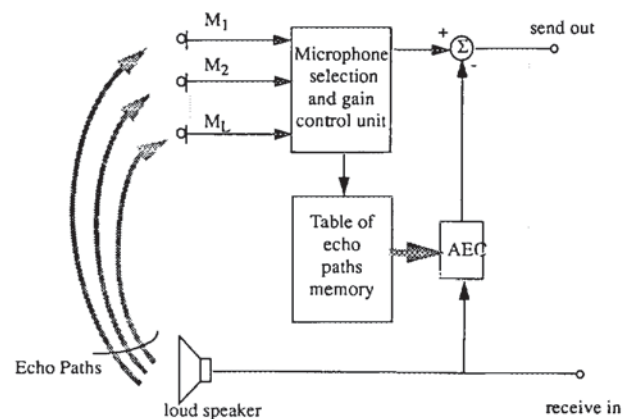 M1
M2
ML
Microphone
selection
and gain
control unit
+
Σ
-
send out
Table of
echo
paths
memory
AEC
Echo Paths
loud speaker
receive in